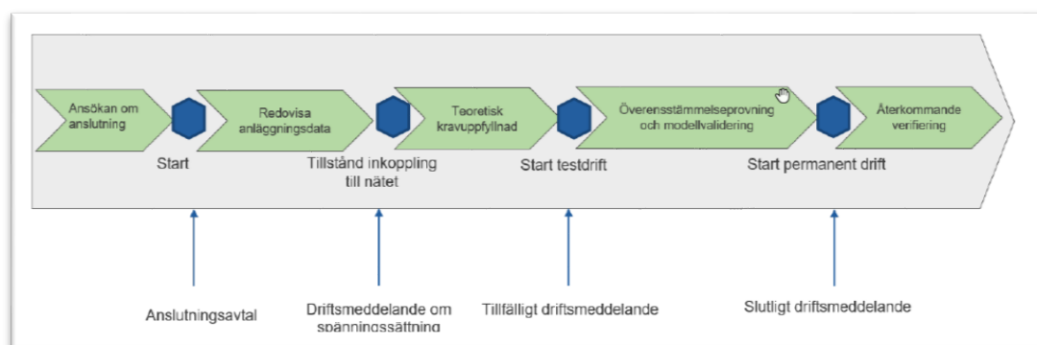 Ansökan om
anslutning
Redovisa
anläggningsdata
Teoretisk
kravuppfyllnad
Överensstämmelseprovning
och modellvalidering
Återkommande
verifiering
Start
Tillstånd inkoppling
till nätet
Start testdrift
Start permanent drift
Anslutningsavtal
Driftsmeddelande om
spänningssättning
Tillfälligt driftsmeddelande
Slutligt driftsmeddelande